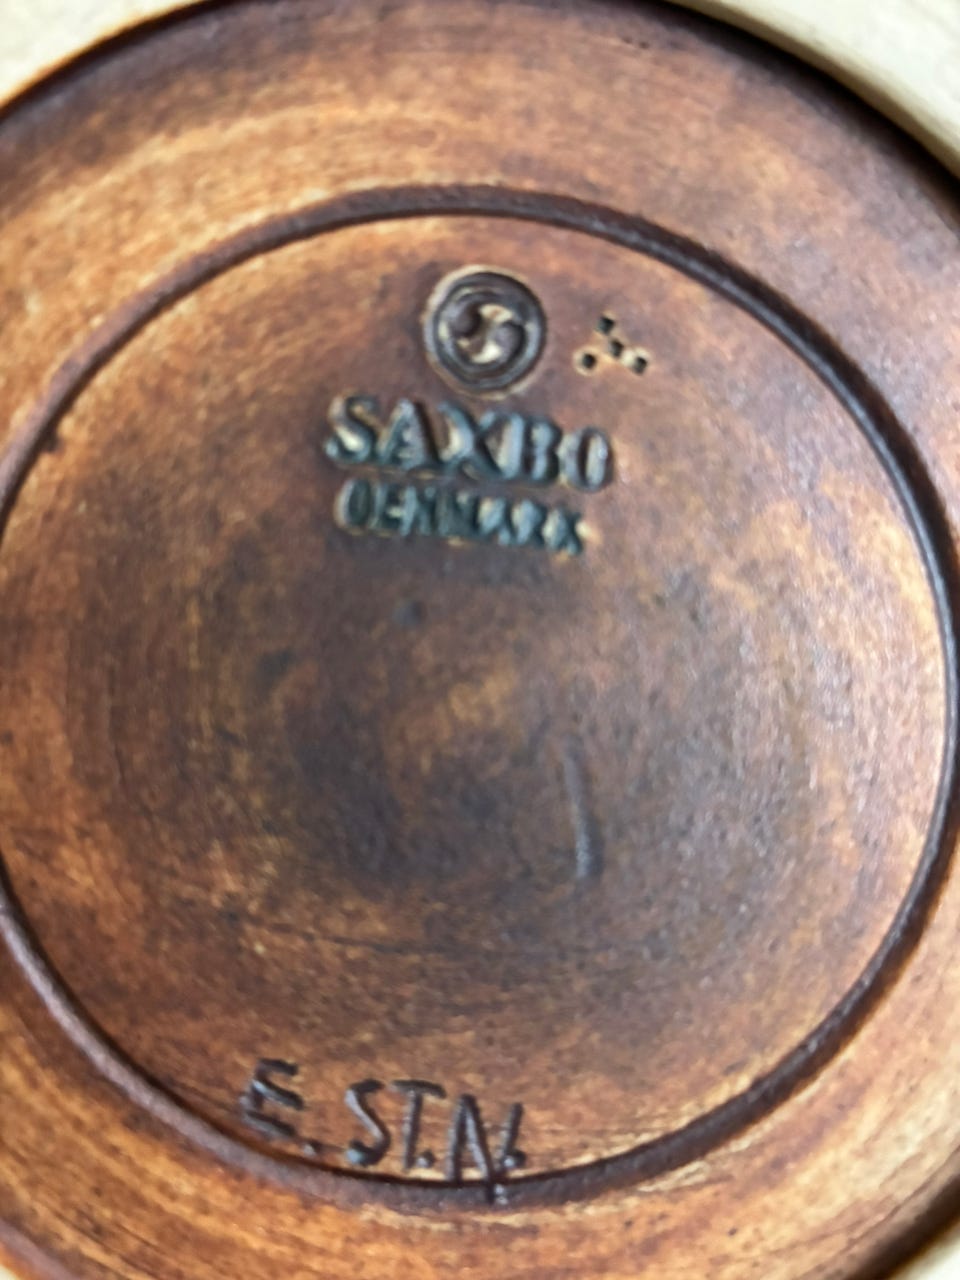 SAXBO
DENMARK
E. ST. N.